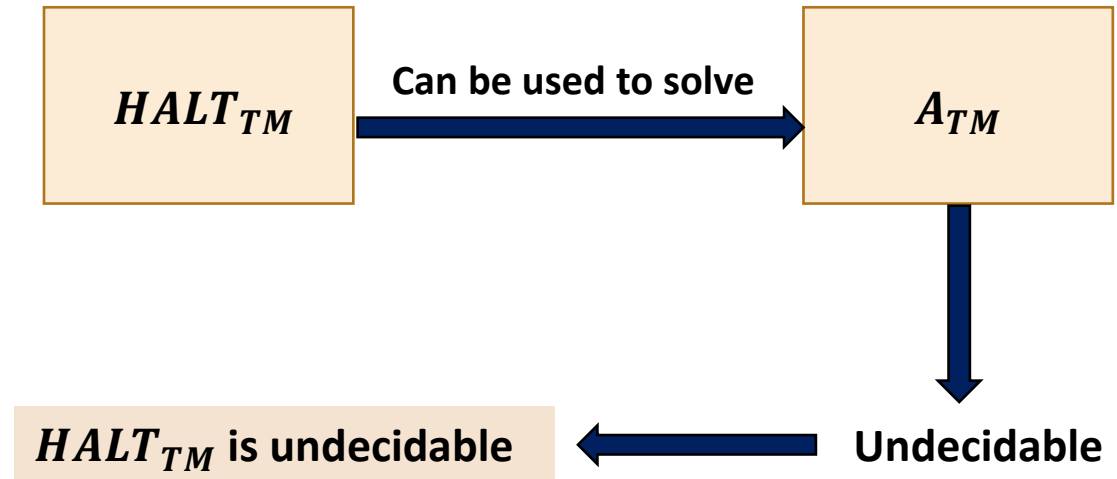 Can be used to solve
HALT_TM
A_TM
HALT_TM is undecidable
Undecidable